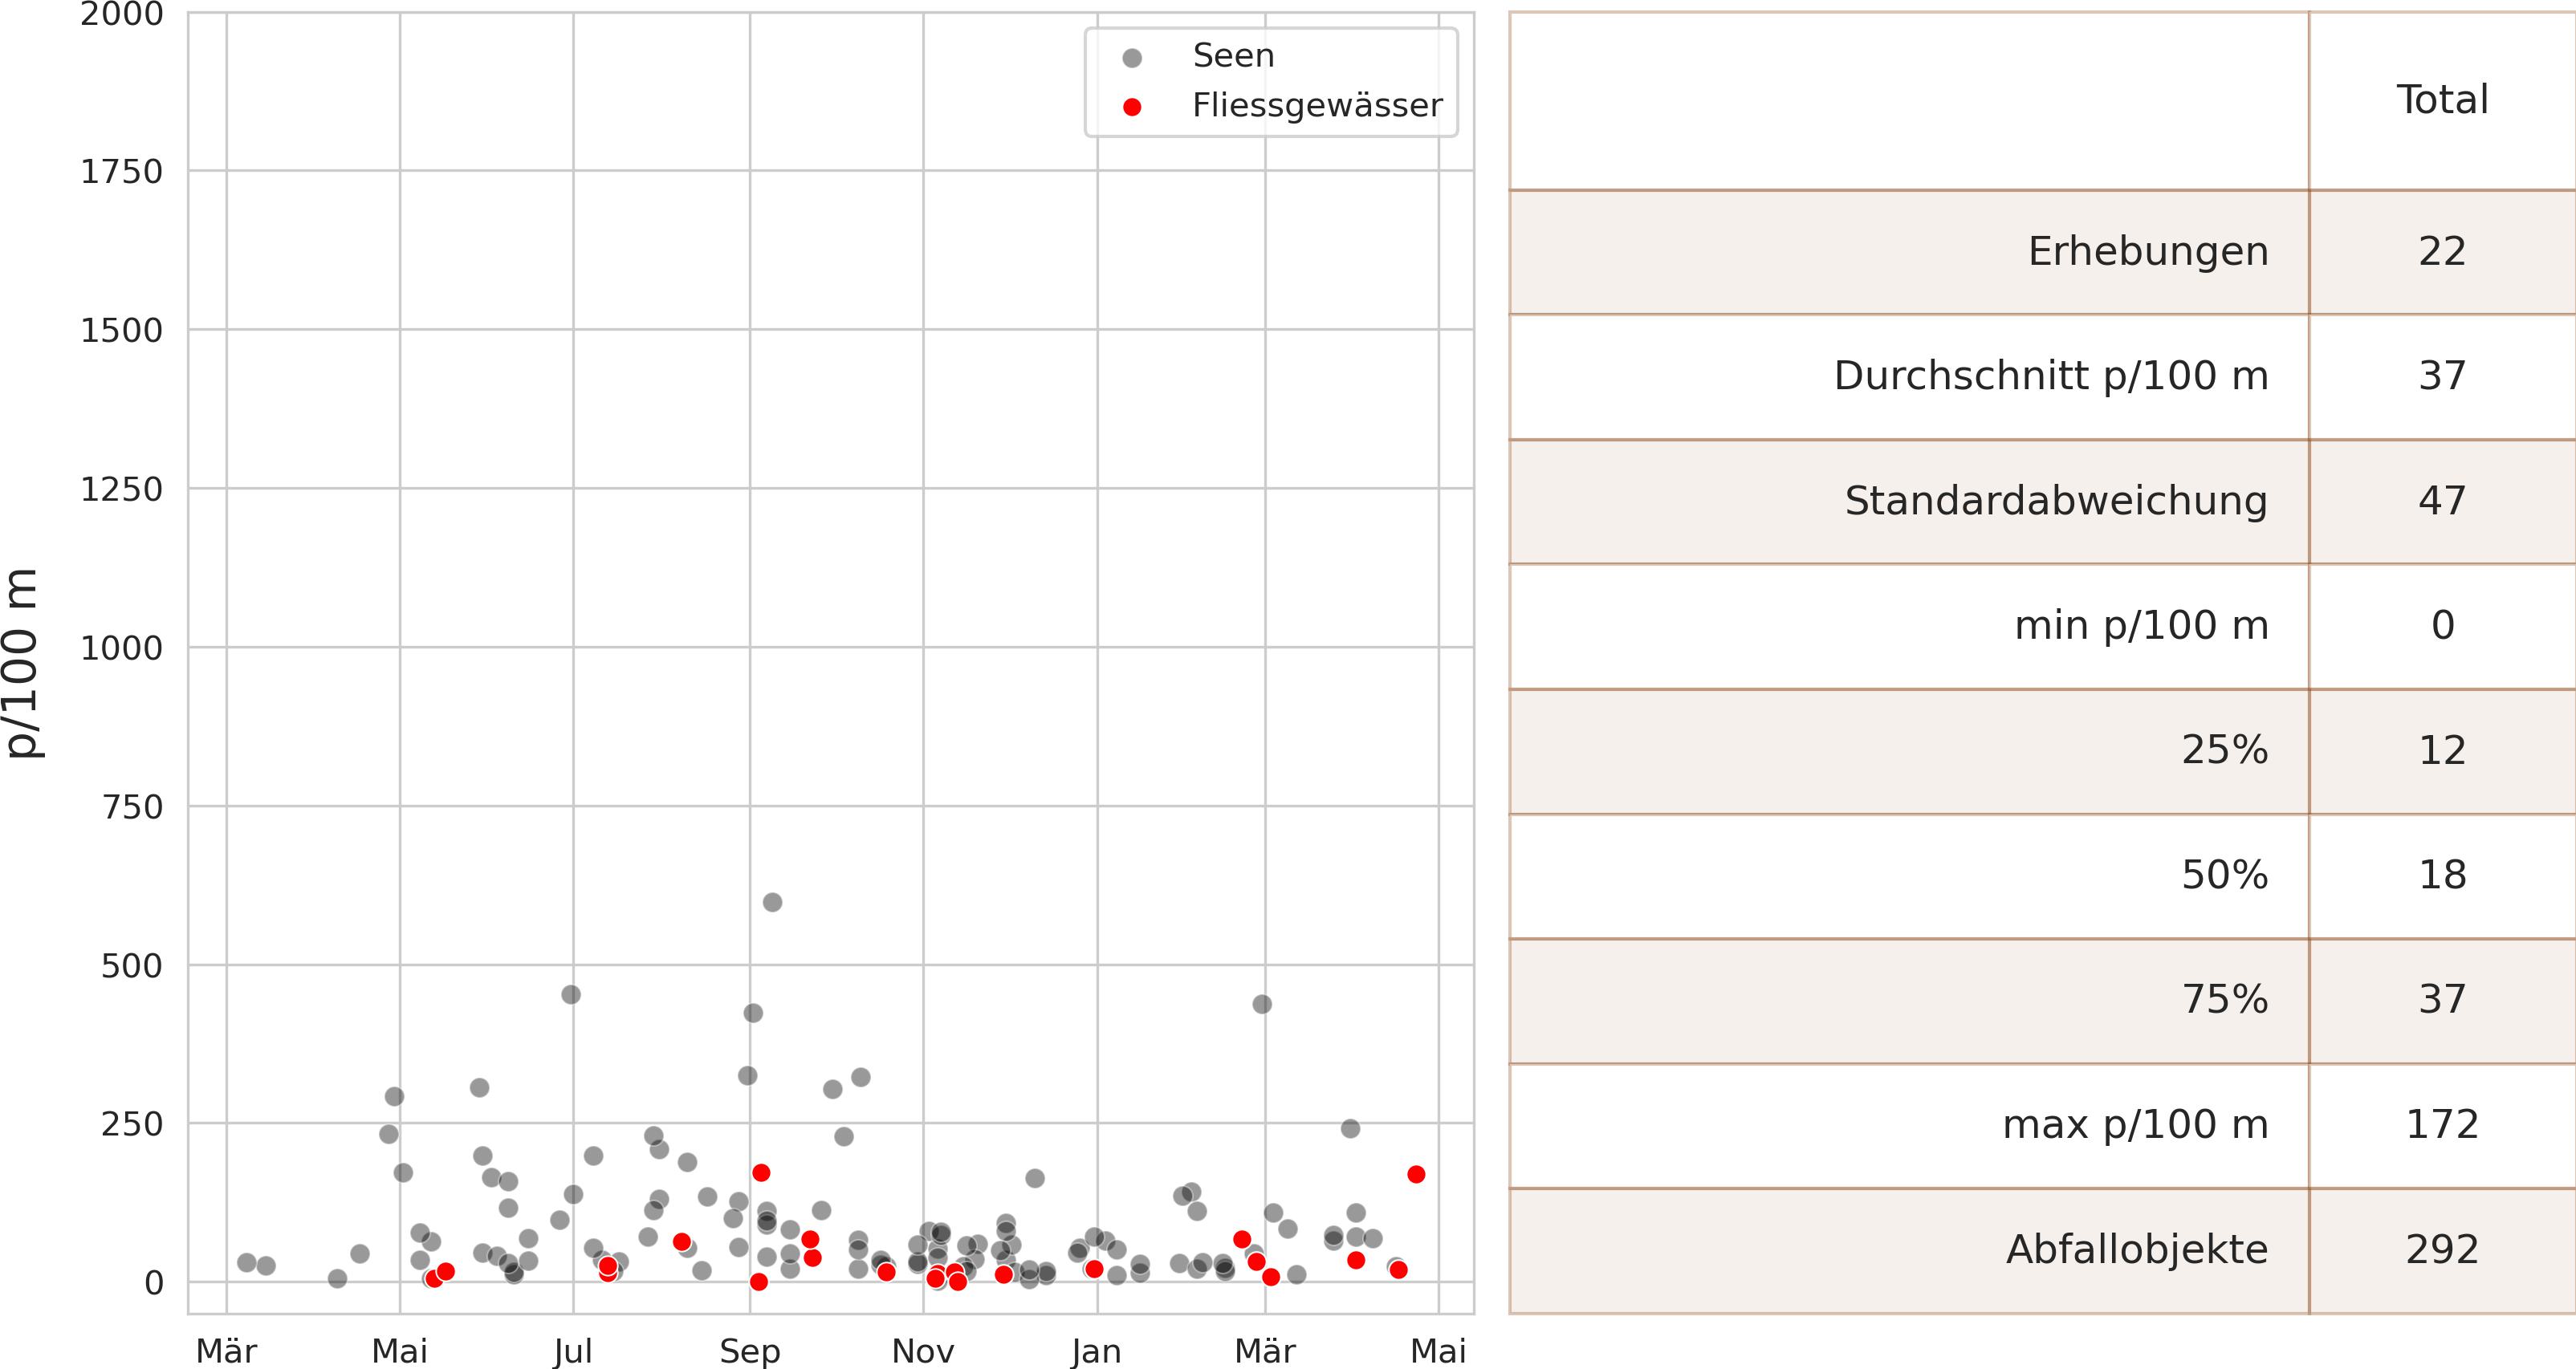 p/100 m
2000
1750
1500
1250
1000
750
500
250
0
Mär Mai Jul Sep Nov Jan Mär Mai
Seen
Fliessgewässer
Total
Erhebungen 22
Durchschnitt p/100 m 37
Standardabweichung 47
min p/100 m 0
25% 12
50% 18
75% 37
max p/100 m 172
Abfallobjekte 292